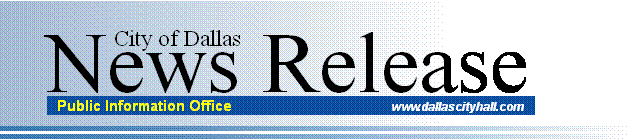 City of Dallas
News Release
Public Information Office www.dallascityhall.com